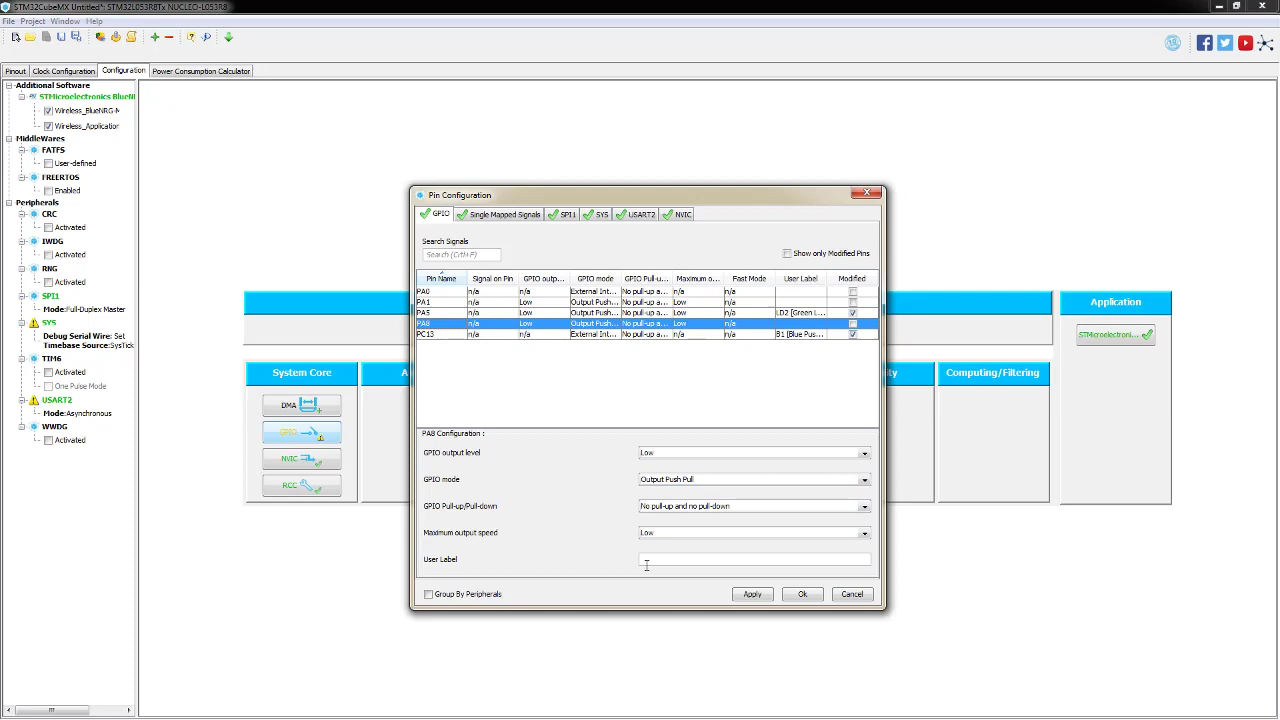 STM32CubeMX Untitled*: STM32L053R8Tx NUCLEO-L053R8
File Project Window Help
Pinout Clock Configuration Configuration Power Consumption Calculator
Additional Software
STMicroelectronics BlueN
Wireless_BlueNRG-M
Wireless_Application
MiddleWares
FATFS
User-defined
FREERTOS
Enabled
Peripherals
CRC
Activated
IWDG
Activated
RNG
Activated
SPI1
Mode:Full-Duplex Master
SYS
Debug Serial Wire: Set
Timebase Source:SysTick
TIM6
Activated
One Pulse Mode
USART2
Mode:Asynchronous
WWDG
Activated
System Core
DMA
GPIO
NVIC
RCC
Pin Configuration
GPIO Single Mapped Signals SPI1 SYS USART2 NVIC
Search Signals
Search (Crtl+F)
Show only Modified Pins
Pin Name Signal on Pin GPIO outp... GPIO mode GPIO Pull-u... Maximum o... Fast Mode User Label Modified
PA0 n/a n/a External Int... No pull-up a... n/a n/a
PA1 n/a Low Output Push... No pull-up a... Low n/a
PA5 n/a Low Output Push... No pull-up a... Low n/a LD2 [Green L...
PA8 n/a Low Output Push... No pull-up a... Low n/a
PC13 n/a n/a External Int... No pull-up a... n/a n/a B1 [Blue Pus...
PA8 Configuration :
GPIO output level Low
GPIO mode Output Push Pull
GPIO Pull-up/Pull-down No pull-up and no pull-down
Maximum output speed Low
User Label
Group By Peripherals
Apply Ok Cancel
Computing/Filtering
Application
STMicroelectroni...